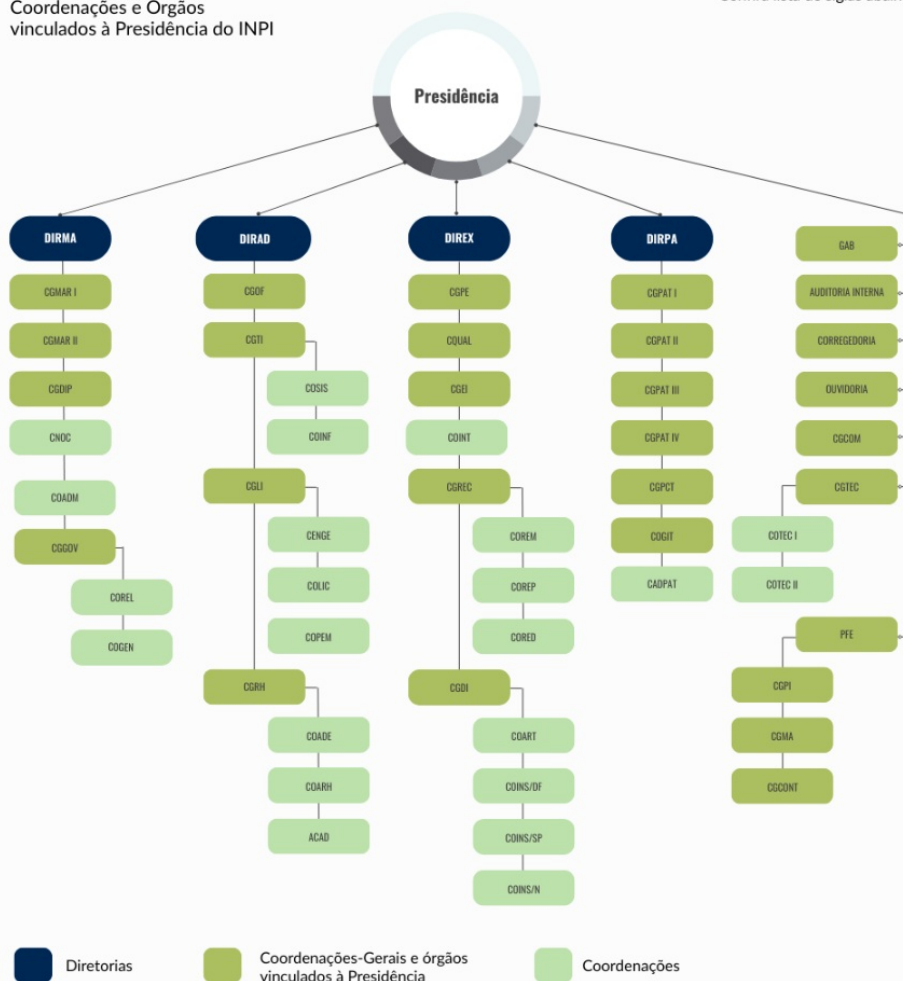 Coordenações e Órgãos
vinculados à Presidência do INPI
Presidência
DIRMA
CGMAR I
CGMAR II
CGDIP
CNOC
COADM
CGGOV
COREL
COGEN
DIRAD
CGOF
CGTI
COSIS
COINF
CGLI
CENGE
COLIC
COPEM
CGRH
COADE
COARH
ACAD
DIREX
CGPE
CQUAL
CGEI
COINT
CGREC
COREM
COREP
CORED
CGDI
COART
COINS/DF
COINS/SP
COINS/N
DIRPA
CGPAT I
CGPAT II
CGPAT III
CGPAT IV
CGPCT
COGIT
CADPAT
GAB
AUDITORIA INTERNA
CORREGEDORIA
OUVIDORIA
CGCOM
CGTEC
COTEC I
COTEC II
PFE
CGPI
CGMA
CGCONT
Diretorias
Coordenações-Gerais e órgãos
vinculados à Presidência
Coordenações